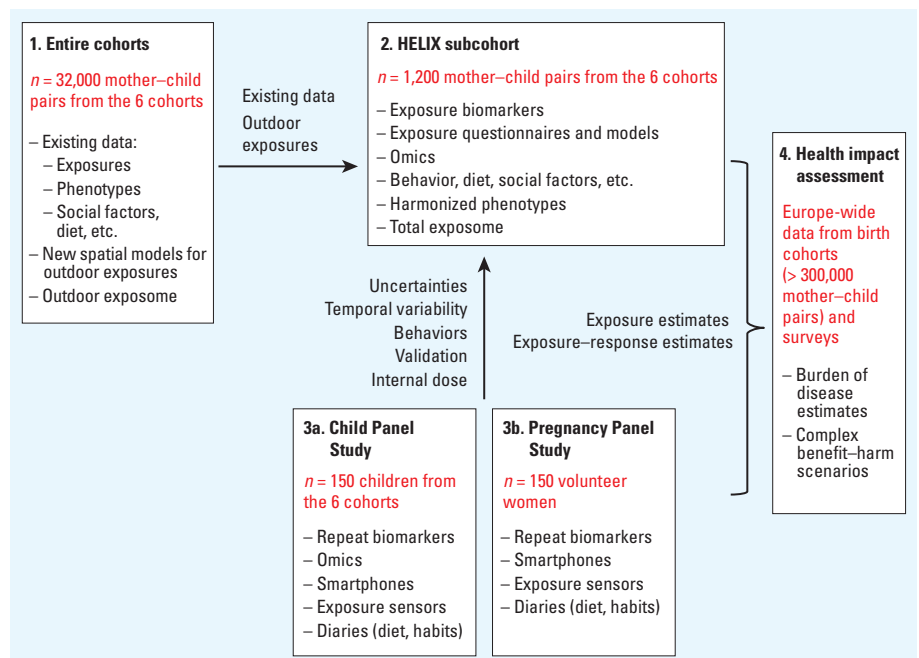 1. Entire cohorts
n = 32,000 mother–child
pairs from the 6 cohorts
– Existing data:
– Exposures
– Phenotypes
– Social factors,
diet, etc.
– New spatial models for
outdoor exposures
– Outdoor exposome
Existing data
Outdoor
exposures
2. HELIX subcohort
n = 1,200 mother–child pairs from the 6 cohorts
– Exposure biomarkers
– Exposure questionnaires and models
– Omics
– Behavior, diet, social factors, etc.
– Harmonized phenotypes
– Total exposome
Uncertainties
Temporal variability
Behaviors
Validation
Internal dose
3a. Child Panel
Study
n = 150 children from
the 6 cohorts
– Repeat biomarkers
– Omics
– Smartphones
– Exposure sensors
– Diaries (diet, habits)
3b. Pregnancy Panel
Study
n = 150 volunteer
women
– Repeat biomarkers
– Smartphones
– Exposure sensors
– Diaries (diet, habits)
Exposure estimates
Exposure–response estimates
4. Health impact
assessment
Europe-wide
data from birth
cohorts
(> 300,000
mother–child
pairs) and
surveys
– Burden of
disease
estimates
– Complex
benefit–harm
scenarios